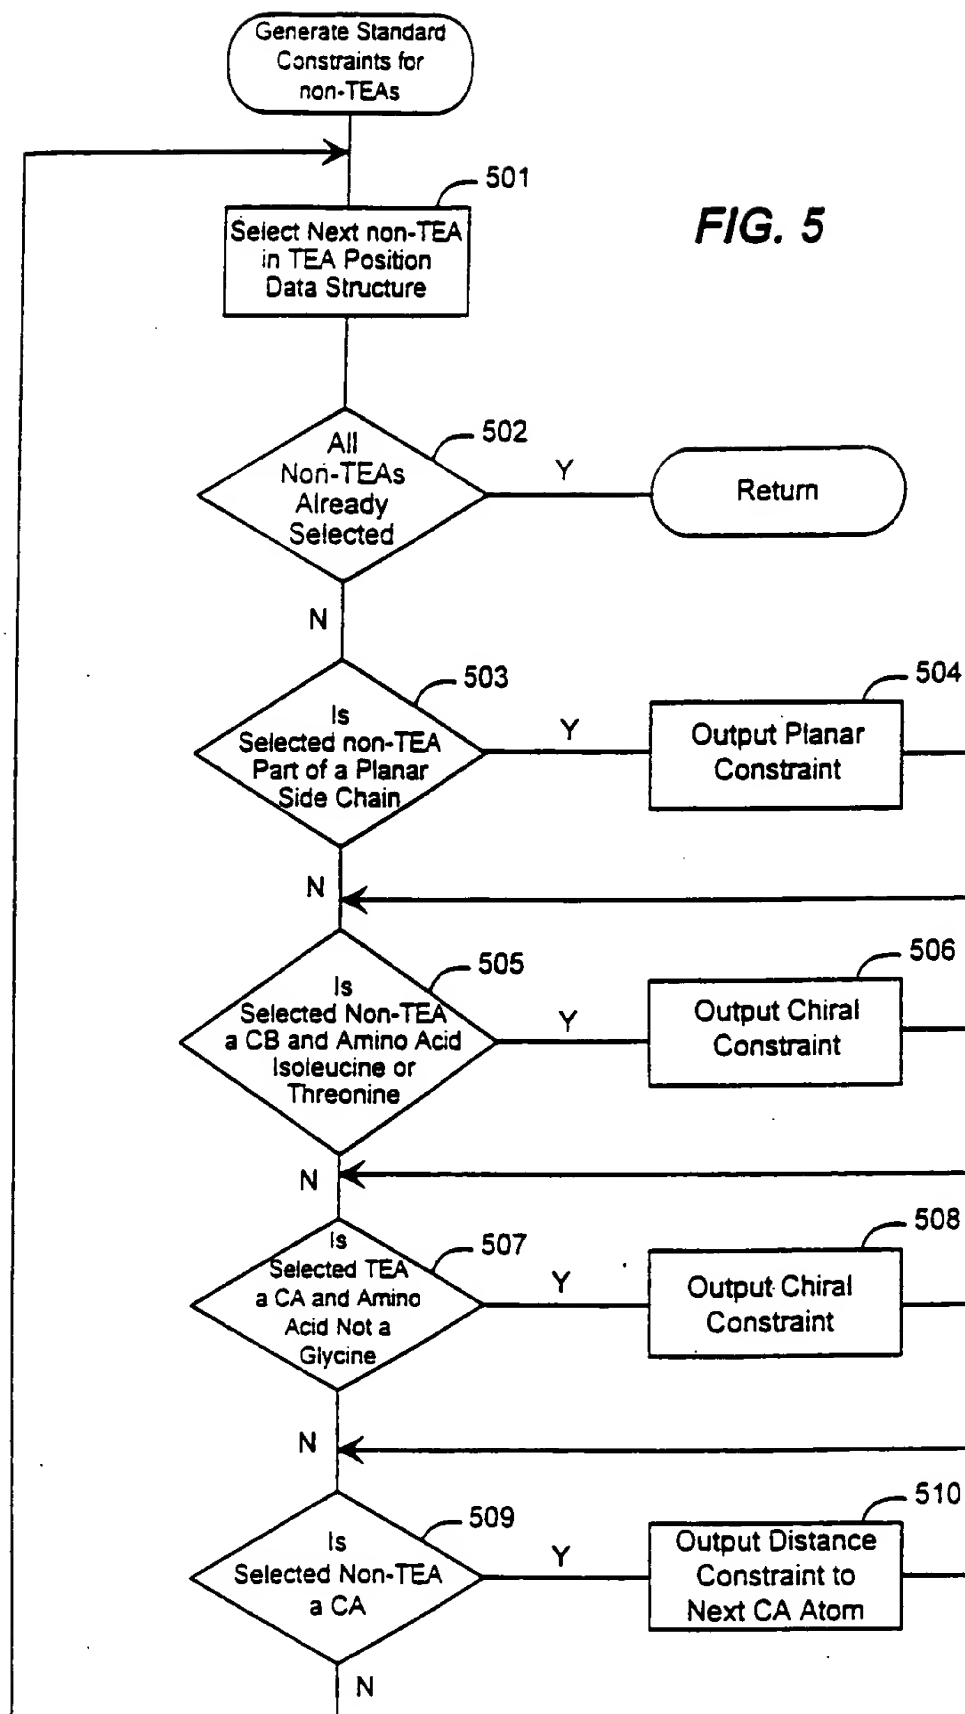 Generate Standard
Constraints for
non-TEAs
501
Select Next non-TEA
in TEA Position
Data Structure
FIG. 5
All
Non-TEAs
Already
Selected
502
Y
Return
N
Is
Selected non-TEA
Part of a Planar
Side Chain
503
Y
504
Output Planar
Constraint
N
Is
Selected Non-TEA
a CB and Amino Acid
Isoleucine or
Threonine
505
Y
506
Output Chiral
Constraint
N
Is
Selected TEA
a CA and Amino
Acid Not a
Glycine
507
Y
508
Output Chiral
Constraint
N
Is
Selected Non-TEA
a CA
509
Y
510
Output Distance
Constraint to
Next CA Atom
N